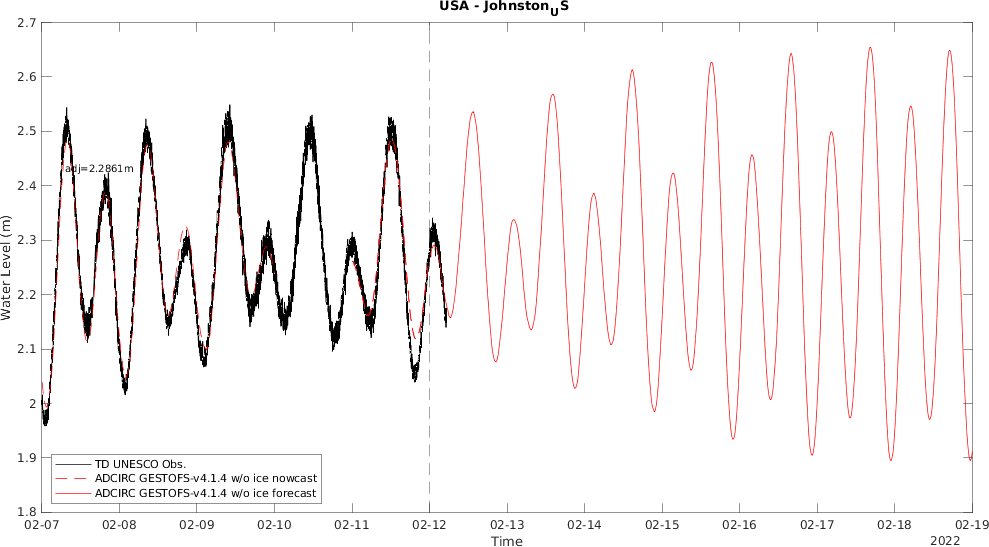 USA - Johnston_US
2.7
2.6
2.5
2.4
2.3
2.2
2.1
2
1.9
1.8
Water Level (m)
adj=2.2861m
TD UNESCO Obs.
ADCIRC GESTOFS-v4.1.4 w/o ice nowcast
ADCIRC GESTOFS-v4.1.4 w/o ice forecast
02-07 02-08 02-09 02-10 02-11 02-12 02-13 02-14 02-15 02-16 02-17 02-18 02-19
Time
2022